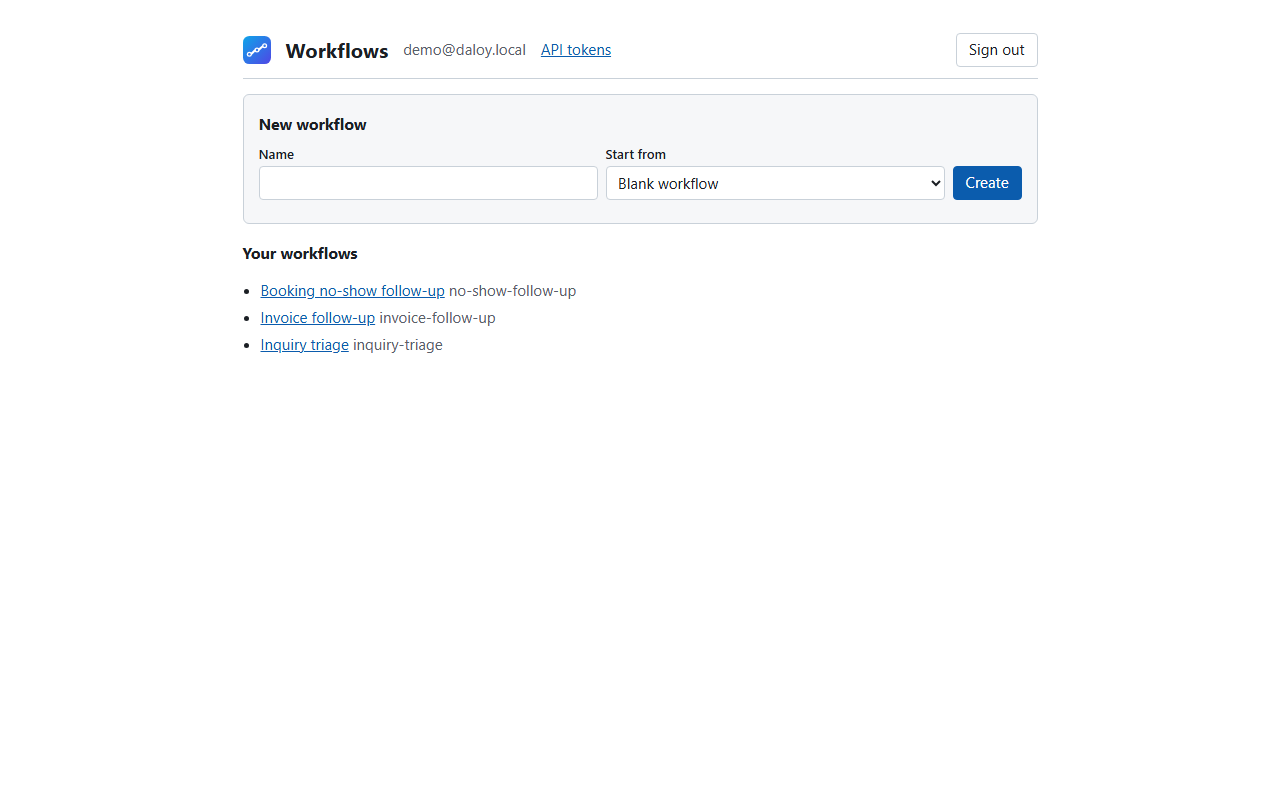 Workflows demo@daloy.local API tokens Sign out
New workflow
Name Start from
Blank workflow Create
Your workflows
Booking no-show follow-up no-show-follow-up
Invoice follow-up invoice-follow-up
Inquiry triage inquiry-triage